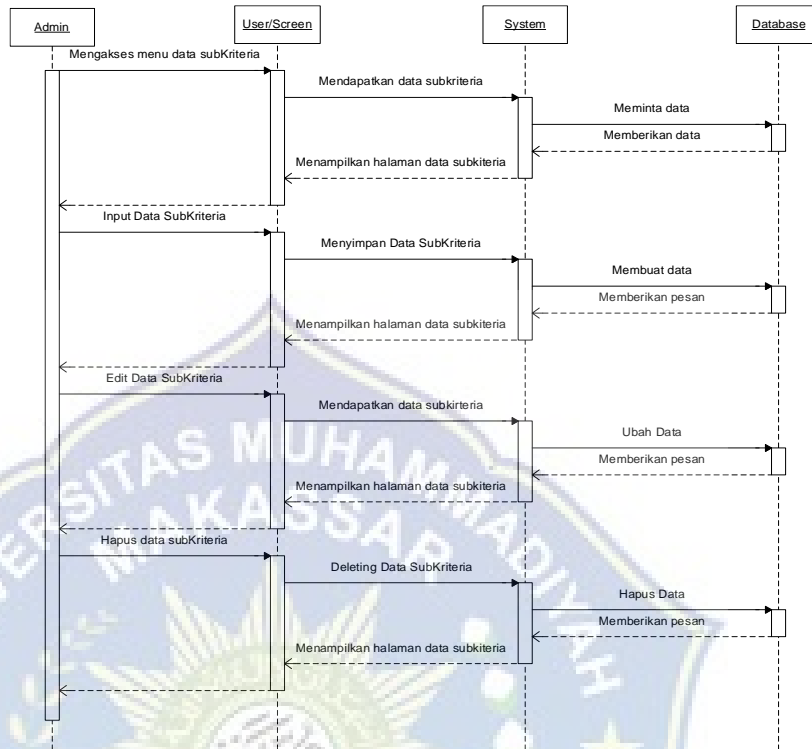 Admin
User/Screen
System
Database
Mengakses menu data subKriteria
Mendapatkan data subkriteria
Meminta data
Memberikan data
Menampilkan halaman data subkiteria
Input Data SubKriteria
Menyimpan Data SubKriteria
Membuat data
Memberikan pesan
Menampilkan halaman data subkiteria
Edit Data SubKriteria
Mendapatkan data subkirteria
Ubah Data
Memberikan pesan
Menampilkan halaman data subkiteria
Hapus data subKriteria
Deleting Data SubKriteria
Hapus Data
Memberikan pesan
Menampilkan halaman data subkiteria
VERSITAS MUHAMMADIYAH
MAKASSAR